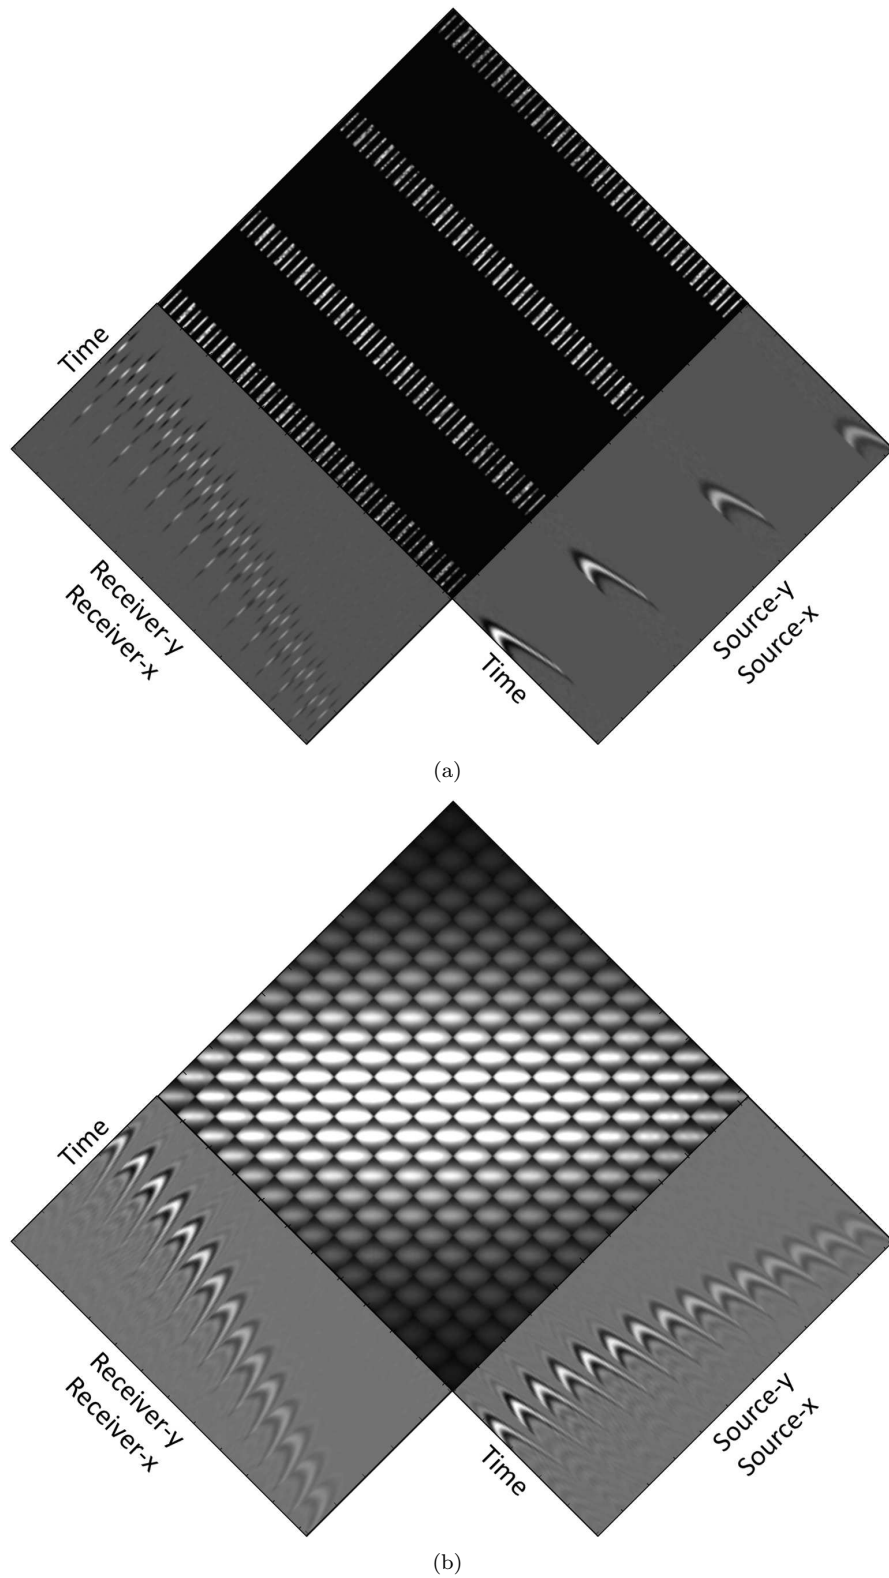 Time
Receiver-y
Receiver-x
Time
Source-y
Source-x
(a)
Time
Receiver-y
Receiver-x
Time
Source-y
Source-x
(b)